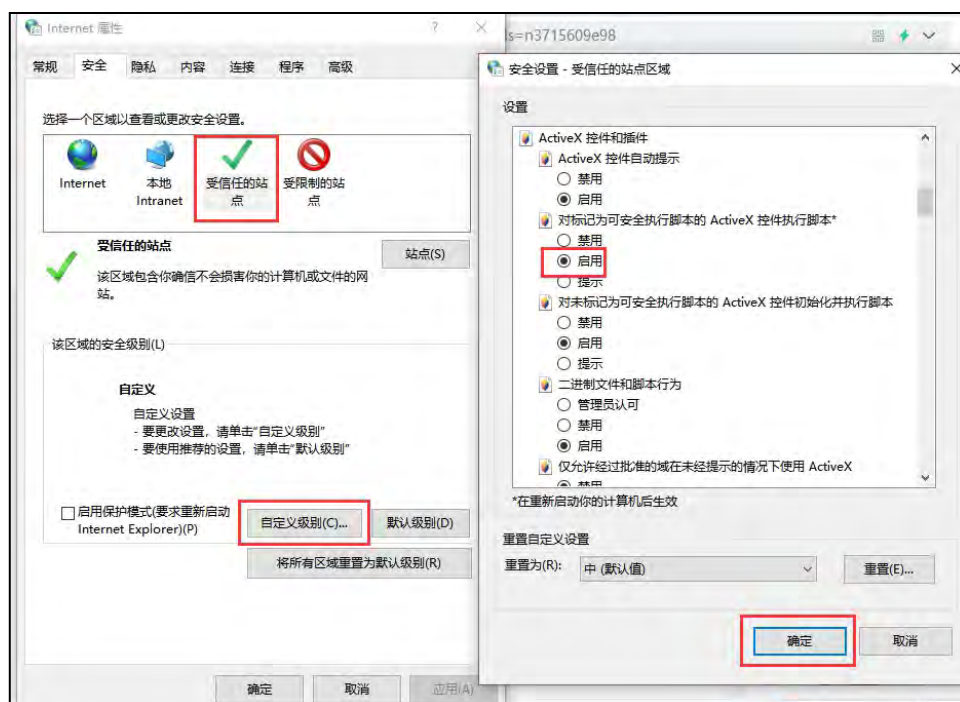 Internet 属性
ls=n3715609e98
常规 安全 隐私 内容 连接 程序 高级
选择一个区域以查看或更改安全设置。
Internet
本地
Intranet
受信任的站
点
受限制的站
点
受信任的站点
站点(S)
该区域包含你确信不会损害你的计算机或文件的网
站。
该区域的安全级别(L)
自定义
自定义设置
- 要更改设置，请单击“自定义级别”
- 要使用推荐的设置，请单击“默认级别”
启用保护模式(要求重新启动
Internet Explorer)(P)
自定义级别(C)...
默认级别(D)
将所有区域重置为默认级别(R)
确定
取消
应用(A)
安全设置 - 受信任的站点区域
设置
ActiveX 控件和插件
ActiveX 控件自动提示
禁用
启用
对标记为可安全执行脚本的 ActiveX 控件执行脚本*
禁用
启用
提示
对未标记为可安全执行脚本的 ActiveX 控件初始化并执行脚本
禁用
启用
提示
二进制文件和脚本行为
管理员认可
禁用
启用
仅允许经过批准的域在未经提示的情况下使用 ActiveX
禁用
*在重新启动你的计算机后生效
重置自定义设置
重置为(R):
中 (默认值)
重置(E)...
确定
取消